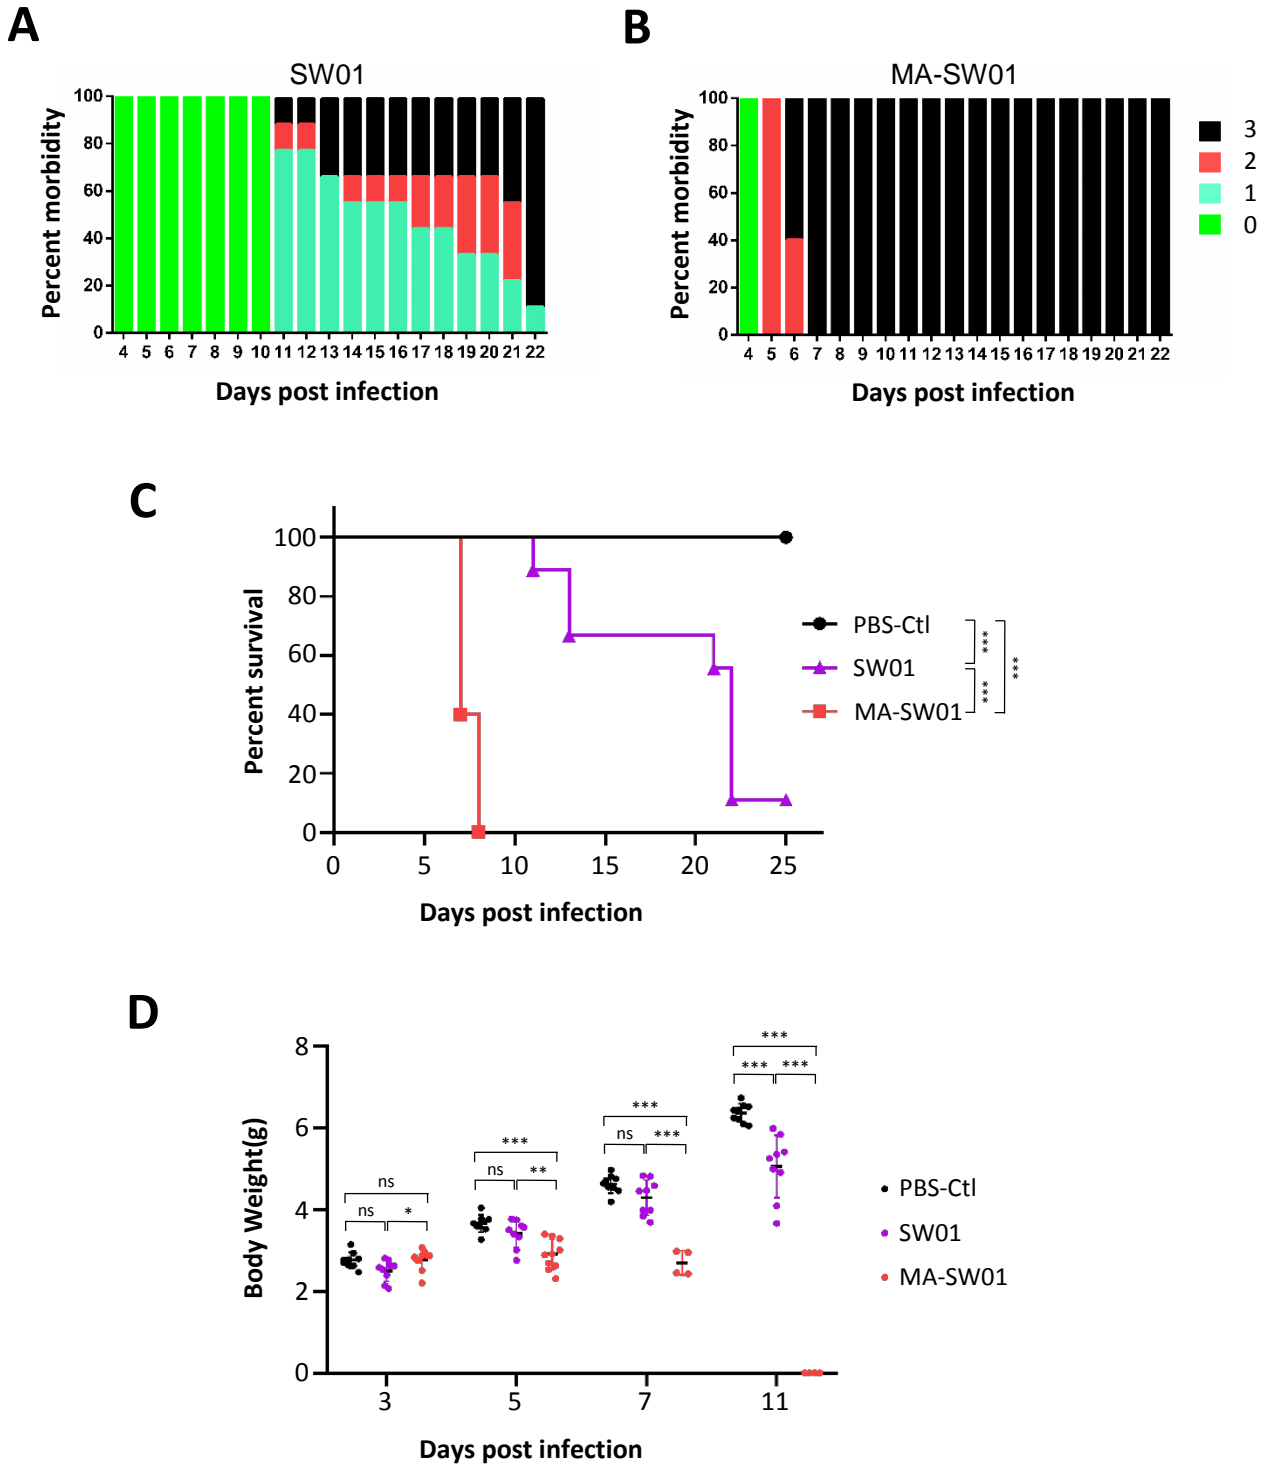 A
SW01
Percent morbidity
100
80
60
40
20
0
4 5 6 7 8 9 10 11 12 13 14 15 16 17 18 19 20 21 22
Days post infection
B
MA-SW01
Percent morbidity
100
80
60
40
20
0
4 5 6 7 8 9 10 11 12 13 14 15 16 17 18 19 20 21 22
Days post infection
3
2
1
0
C
Percent survival
100
80
60
40
20
0
0 5 10 15 20 25
Days post infection
PBS-Ctl
SW01
MA-SW01
***
***
***
D
Body Weight(g)
8
6
4
2
0
ns
ns *
***
ns **
***
ns ***
***
*** ***
3 5 7 11
Days post infection
PBS-Ctl
SW01
MA-SW01